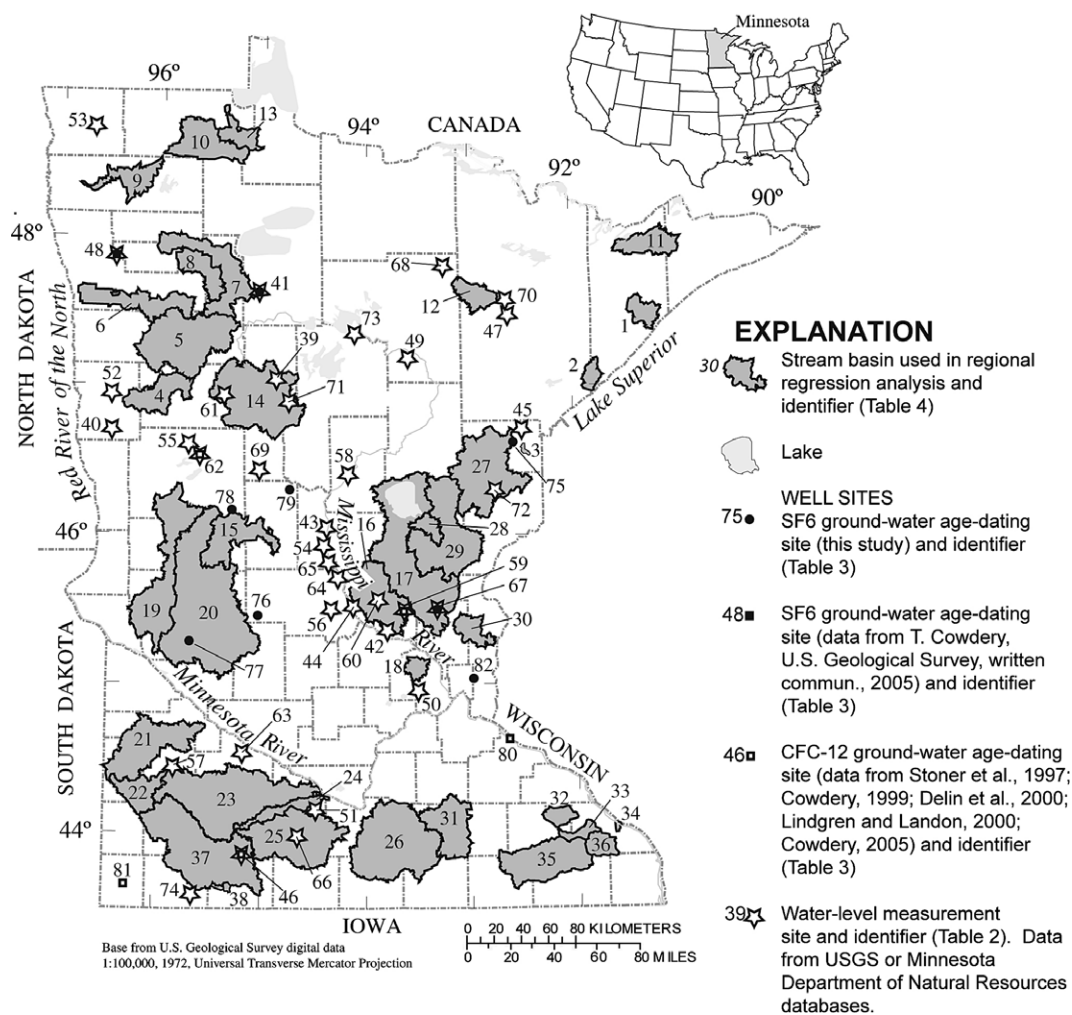 Minnesota
96º
94º
CANADA
92º
90º
53
13
10
9
48º
48
8
7
41
6
5
68
12
70
47
11
1
2
73
49
39
71
52
4
61
14
40
NORTH DAKOTA
Red River of the North
Lake Superior
45
3
55
62
69
58
27
75
72
79
78
46º
43
16
Mississippi
28
15
54
29
65
17
59
64
67
19
20
76
56
30
44
60
42
River
77
18
82
50
SOUTH DAKOTA
Minnesota River
63
WISCONSIN
21
57
80
24
22
23
51
32
33
34
44º
25
26
31
37
35
36
81
74
38
46
66
IOWA
EXPLANATION
30
Stream basin used in regional
regression analysis and
identifier (Table 4)
Lake
WELL SITES
75
SF6 ground-water age-dating
site (this study) and identifier
(Table 3)
48
SF6 ground-water age-dating
site (data from T. Cowdery,
U.S. Geological Survey, written
commun., 2005) and identifier
(Table 3)
46
CFC-12 ground-water age-dating
site (data from Stoner et al., 1997;
Cowdery, 1999; Delin et al., 2000;
Lindgren and Landon, 2000;
Cowdery, 2005) and identifier
(Table 3)
39
Water-level measurement
site and identifier (Table 2). Data
from USGS or Minnesota
Department of Natural Resources
databases.
Base from U.S. Geological Survey digital data
1:100,000, 1972, Universal Transverse Mercator Projection
0 20 40 60 80 KILOMETERS
0 20 40 60 80 MILES